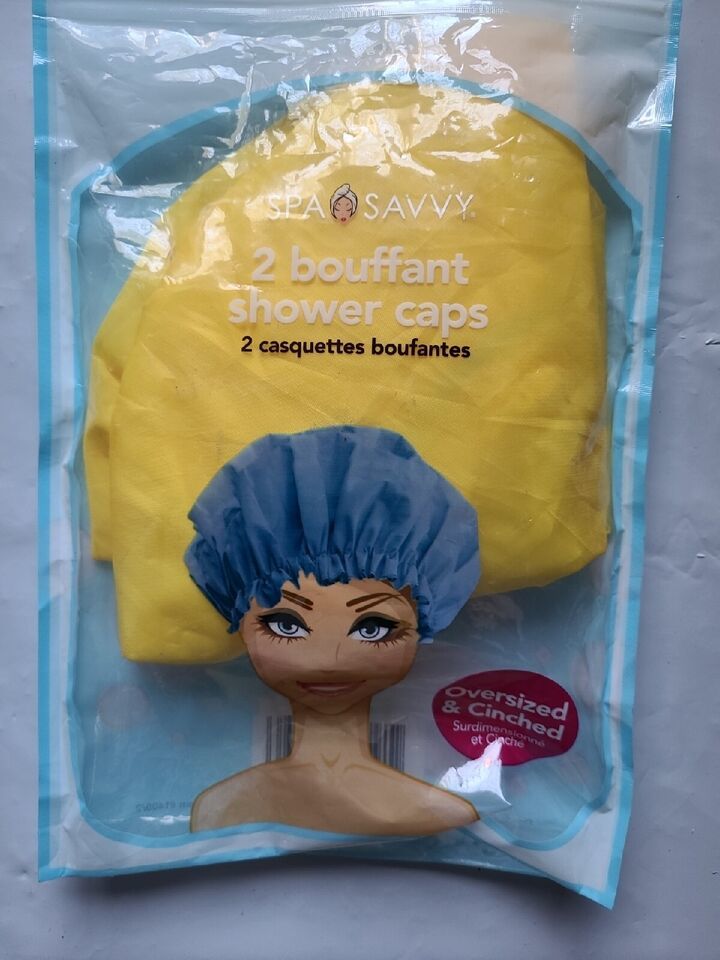 SPA SAVVY®
2 bouffant
shower caps
2 casquettes boufantes
Oversized
& Cinched
Surdimensionné
et Cinché